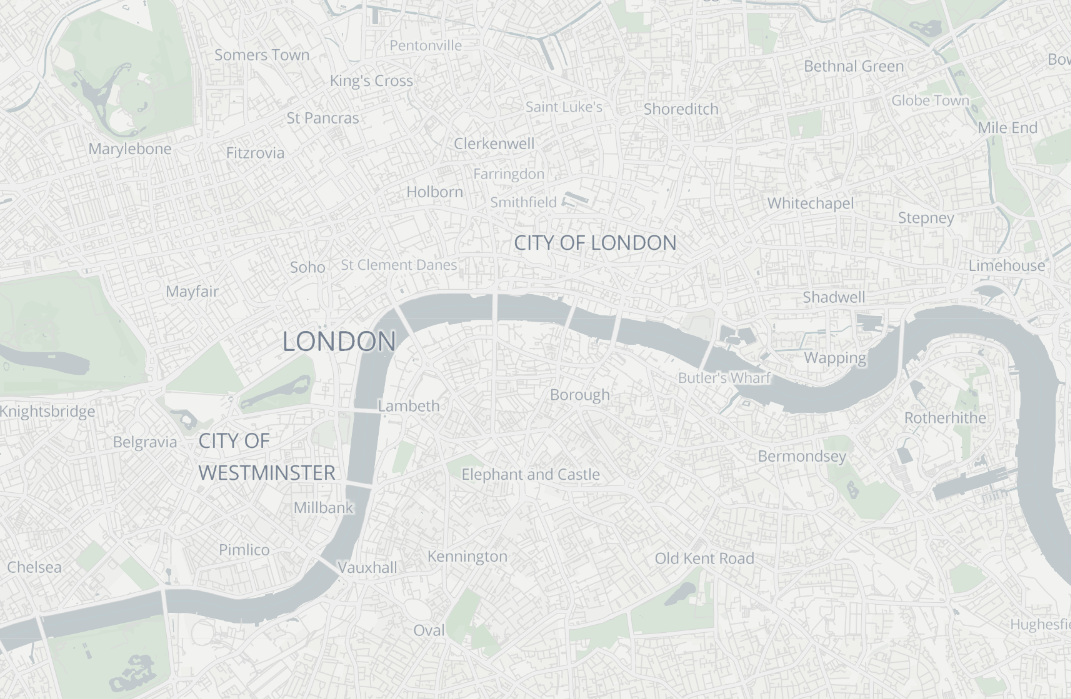 Somers Town
Pentonville
King's Cross
Bethnal Green
Globe Town
Saint Luke's
Shoreditch
St Pancras
Mile End
Marylebone
Fitzrovia
Clerkenwell
Farringdon
Holborn
Smithfield
Whitechapel
Stepney
CITY OF LONDON
Soho
St Clement Danes
Limehouse
Mayfair
Shadwell
LONDON
Wapping
Butler's Wharf
Borough
Lambeth
Knightsbridge
Rotherhithe
Belgravia
CITY OF
WESTMINSTER
Bermondsey
Elephant and Castle
Millbank
Pimlico
Kennington
Old Kent Road
Chelsea
Vauxhall
Oval
Hughesfi